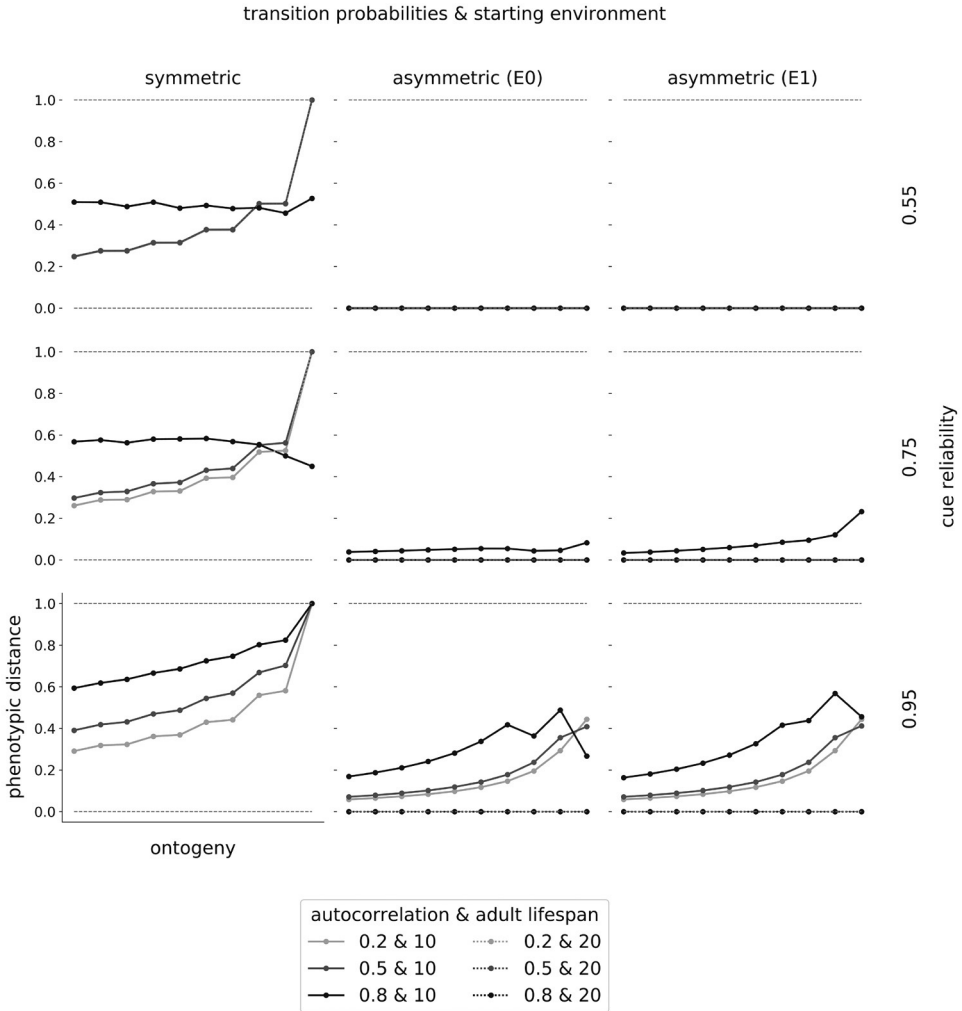 transition probabilities & starting environment
symmetric
asymmetric (E0)
asymmetric (E1)
1.0
0.8
0.6
0.4
0.2
0.0
0.55
1.0
0.8
0.6
0.4
0.2
0.0
0.75
cue reliability
1.0
0.8
0.6
0.4
0.2
0.0
phenotypic distance
0.95
ontogeny
autocorrelation & adult lifespan
0.2 & 10
0.2 & 20
0.5 & 10
0.5 & 20
0.8 & 10
0.8 & 20